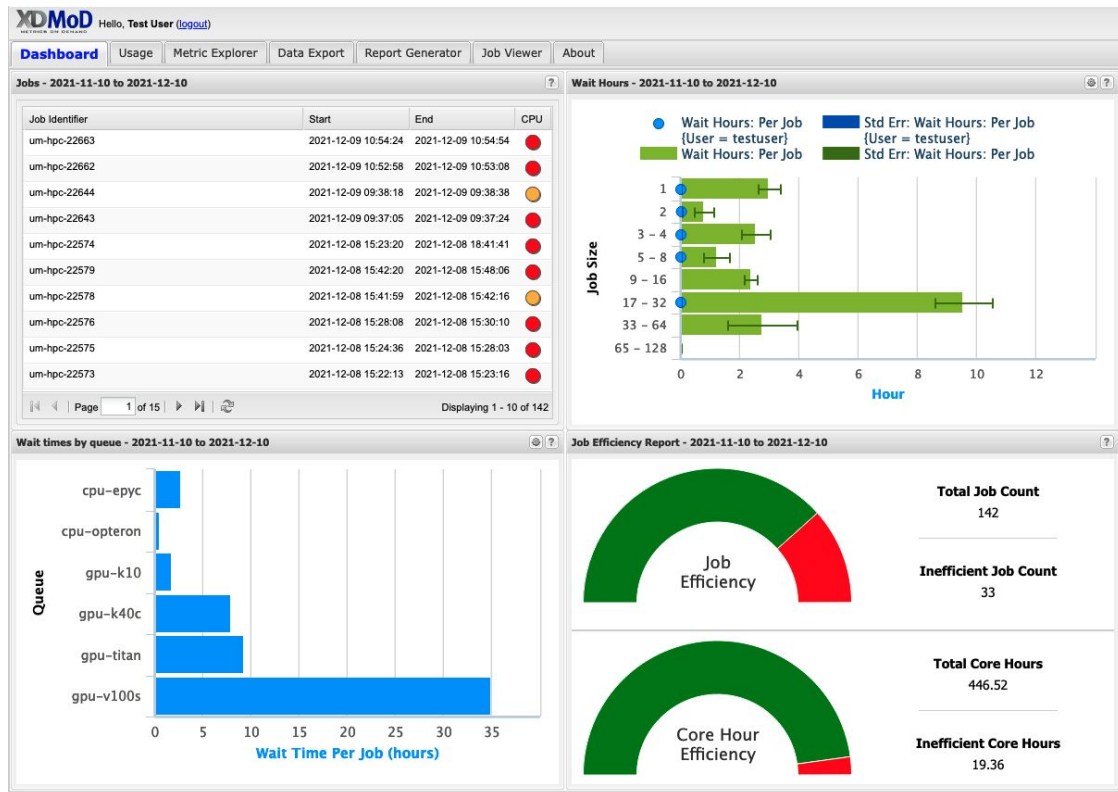 XDMoD Hello, Test User (logout)
METRICS ON DEMAND
Dashboard Usage Metric Explorer Data Export Report Generator Job Viewer About
Jobs - 2021-11-10 to 2021-12-10 ?
Job Identifier Start End CPU
um-hpc-22663 2021-12-09 10:54:24 2021-12-09 10:54:54
um-hpc-22662 2021-12-09 10:52:58 2021-12-09 10:53:08
um-hpc-22644 2021-12-09 09:38:18 2021-12-09 09:38:38
um-hpc-22643 2021-12-09 09:37:05 2021-12-09 09:37:24
um-hpc-22574 2021-12-08 15:23:20 2021-12-08 18:41:41
um-hpc-22579 2021-12-08 15:42:20 2021-12-08 15:48:06
um-hpc-22578 2021-12-08 15:41:59 2021-12-08 15:42:16
um-hpc-22576 2021-12-08 15:28:08 2021-12-08 15:30:10
um-hpc-22575 2021-12-08 15:24:36 2021-12-08 15:28:03
um-hpc-22573 2021-12-08 15:22:13 2021-12-08 15:23:16
Page 1 of 15 Displaying 1 - 10 of 142
Wait Hours - 2021-11-10 to 2021-12-10 ?
Wait Hours: Per Job Std Err: Wait Hours: Per Job
{User = testuser} {User = testuser}
Wait Hours: Per Job Std Err: Wait Hours: Per Job
Job Size
1
2
3 – 4
5 – 8
9 – 16
17 – 32
33 – 64
65 – 128
0 2 4 6 8 10 12
Hour
Wait times by queue - 2021-11-10 to 2021-12-10 ?
Queue
cpu-epyc
cpu-opteron
gpu-k10
gpu-k40c
gpu-titan
gpu-v100s
0 5 10 15 20 25 30 35
Wait Time Per Job (hours)
Job Efficiency Report - 2021-11-10 to 2021-12-10 ?
Job
Efficiency
Total Job Count
142
Inefficient Job Count
33
Core Hour
Efficiency
Total Core Hours
446.52
Inefficient Core Hours
19.36